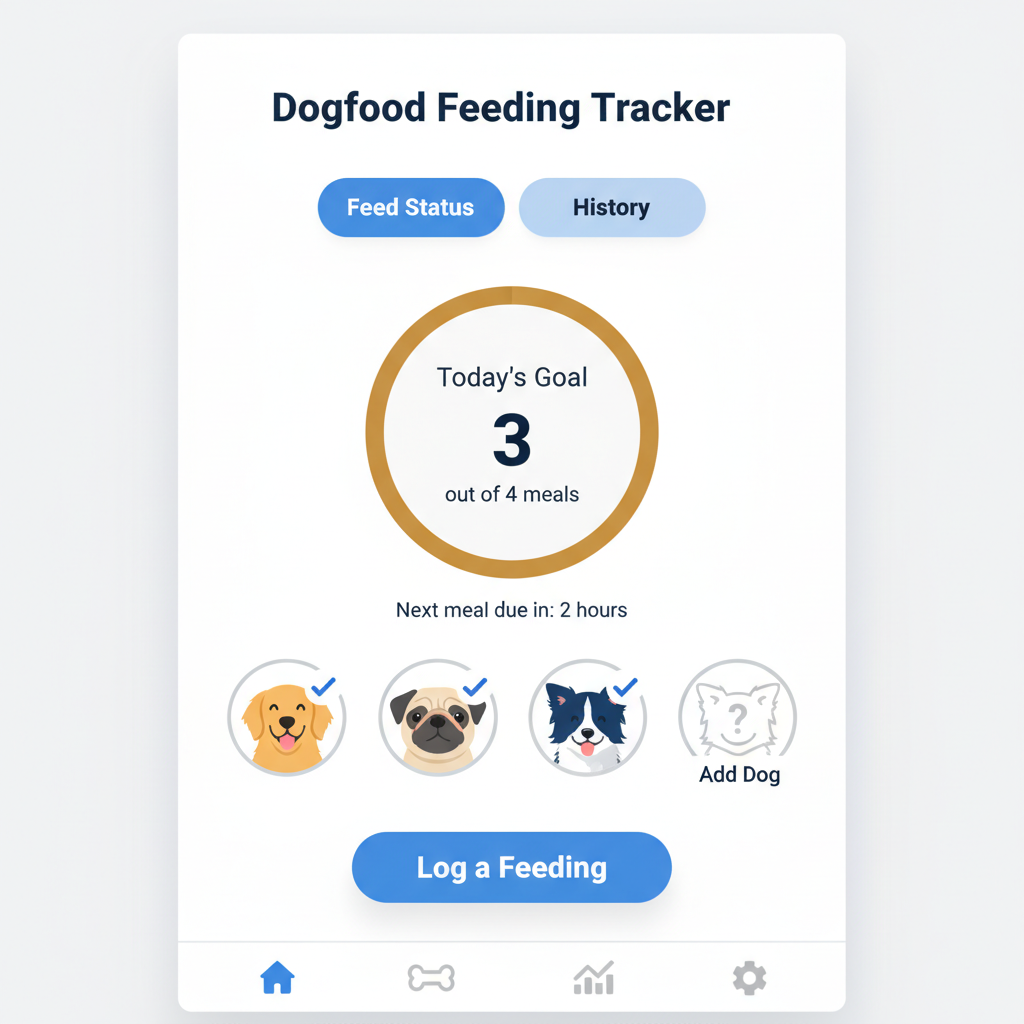 Dogfood Feeding Tracker
Feed Status
History
Today's Goal
3
out of 4 meals
Next meal due in: 2 hours
?
Add Dog
Log a Feeding